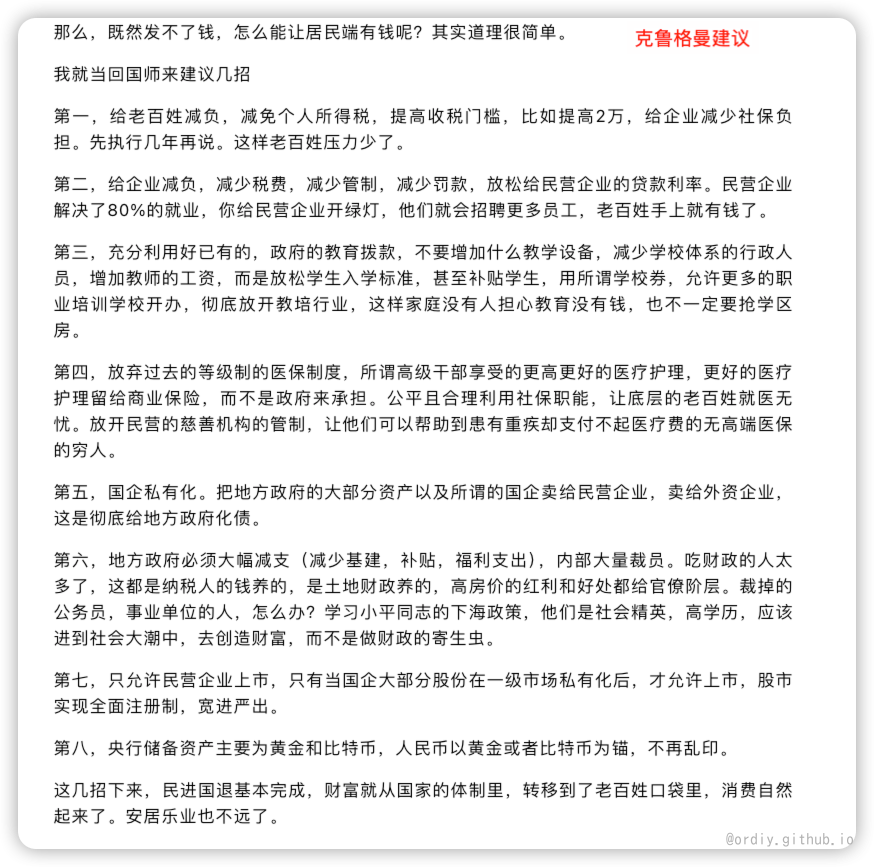 那么，既然发不了钱，怎么能让居民端有钱呢？其实道理很简单。
克鲁格曼建议
我就当回国师来建议几招
第一，给老百姓减负，减免个人所得税，提高收税门槛，比如提高2万，给企业减少社保负
担。先执行几年再说。这样老百姓压力少了。
第二，给企业减负，减少税费，减少管制，减少罚款，放松给民营企业的贷款利率。民营企业
解决了80%的就业，你给民营企业开绿灯，他们就会招聘更多员工，老百姓手上就有钱了。
第三，充分利用好已有的，政府的教育拨款，不要增加什么教学设备，减少学校体系的行政人
员，增加教师的工资，而是放松学生入学标准，甚至补贴学生，用所谓学校券，允许更多的职
业培训学校开办，彻底放开教培行业，这样家庭没有人担心教育没有钱，也不一定要抢学区
房。
第四，放弃过去的等级制的医保制度，所谓高级干部享受的更高更好的医疗护理，更好的医疗
护理留给商业保险，而不是政府来承担。公平且合理利用社保职能，让底层的老百姓就医无
忧。放开民营的慈善机构的管制，让他们可以帮助到患有重疾却支付不起医疗费的无高端医保
的穷人。
第五，国企私有化。把地方政府的大部分资产以及所谓的国企卖给民营企业，卖给外资企业，
这是彻底给地方政府化债。
第六，地方政府必须大幅减支（减少基建，补贴，福利支出），内部大量裁员。吃财政的人太
多了，这都是纳税人的钱养的，是土地财政养的，高房价的红利和好处都给官僚阶层。裁掉的
公务员，事业单位的人，怎么办？学习小平同志的下海政策，他们是社会精英，高学历，应该
进到社会大潮中，去创造财富，而不是做财政的寄生虫。
第七，只允许民营企业上市，只有当国企大部分股份在一级市场私有化后，才允许上市，股市
实现全面注册制，宽进严出。
第八，央行储备资产主要为黄金和比特币，人民币以黄金或者比特币为锚，不再乱印。
这几招下来，民进国退基本完成，财富就从国家的体制里，转移到了老百姓口袋里，消费自然
起来了。安居乐业也不远了。
@ordiy.github.io